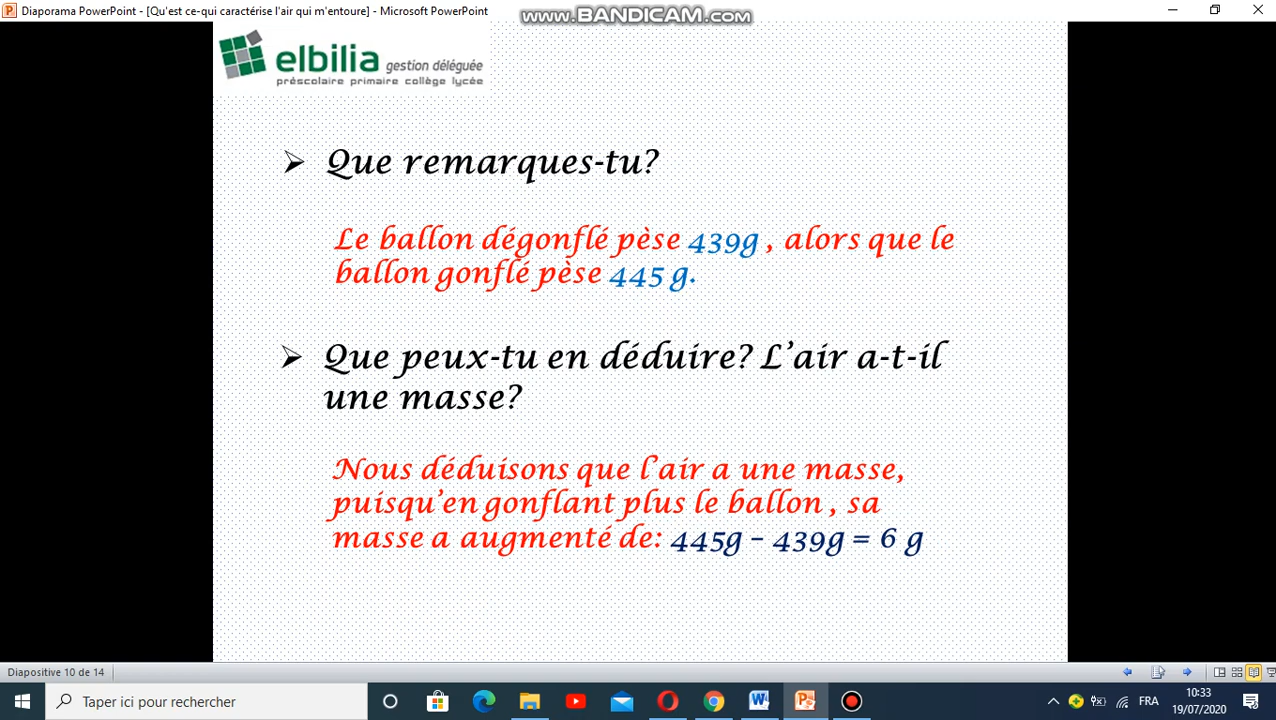 Diaporama PowerPoint - [Qu'est ce-qui caractérise l'air qui m'entoure] - Microsoft PowerPoint
www.BANDICAM.com
elbilia gestion déléguée
préscolaire primaire collège lycée
➢ Que remarques-tu?
Le ballon dégonflé pèse 439g , alors que le
ballon gonflé pèse 445 g.
➢ Que peux-tu en déduire? L’air a-t-il
une masse?
Nous déduisons que l’air a une masse,
puisqu’en gonflant plus le ballon , sa
masse a augmenté de: 445g – 439g = 6 g
Diapositive 10 de 14
Taper ici pour rechercher
FRA
10:33
19/07/2020